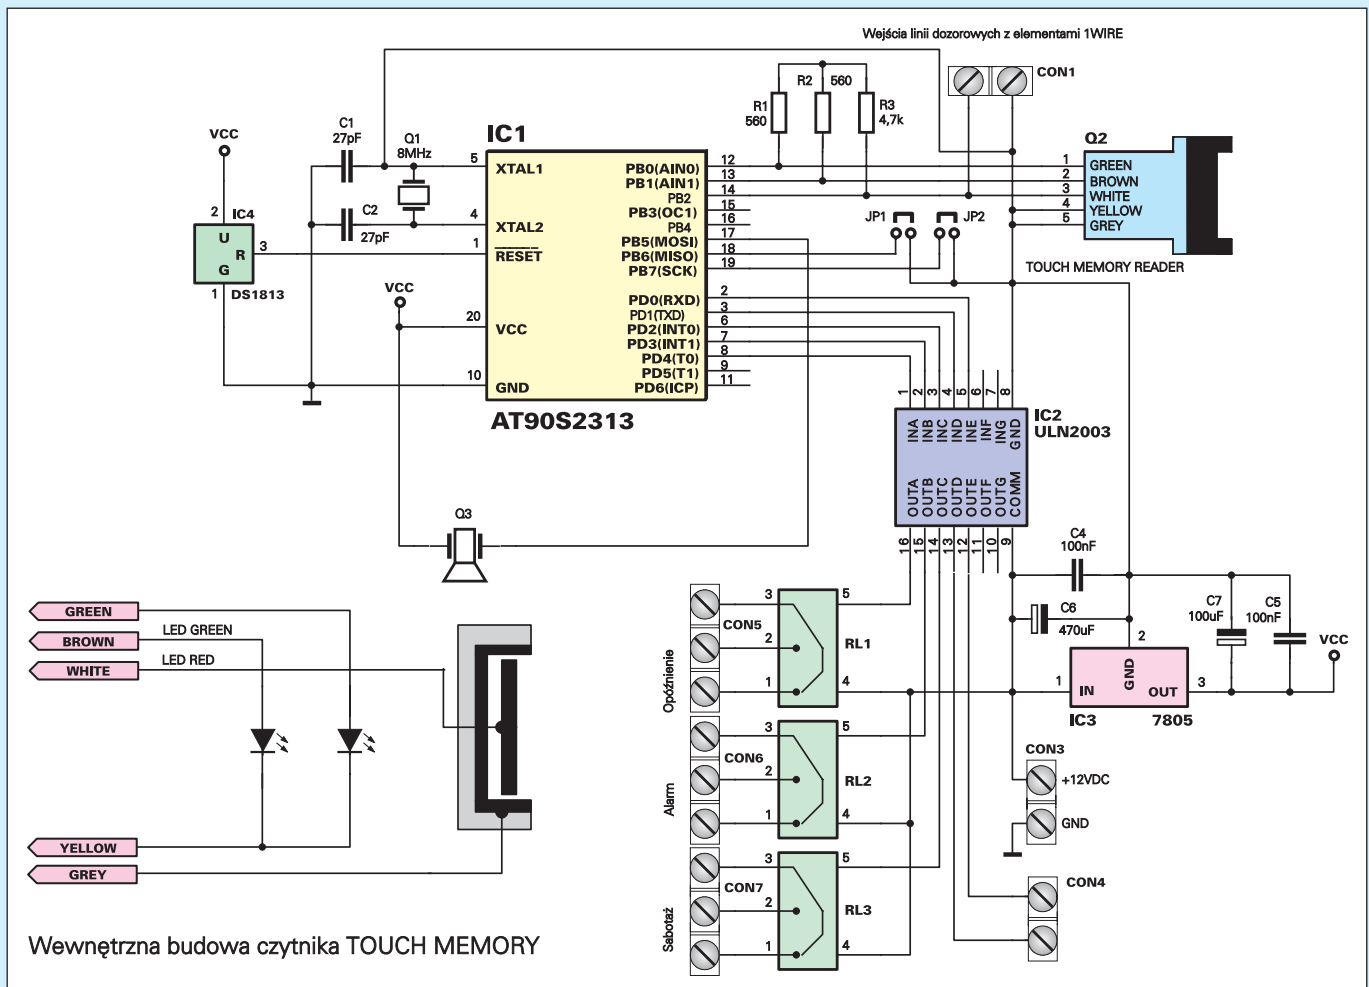 Wejścia linii dozorowych z elementami 1WIRE
CON1
R1
560
R2 560
R3
4,7k
Q2
1 GREEN
2 BROWN
3 WHITE
4 YELLOW
5 GREY
TOUCH MEMORY READER
VCC
2
IC4
U
R
G
3
1
DS1813
C1
27pF
Q1
8MHz
C2
27pF
IC1
5 XTAL1
4 XTAL2
1 RESET
20 VCC
10 GND
PB0(AIN0) 12
PB1(AIN1) 13
PB2 14
PB3(OC1) 15
PB4 16
PB5(MOSI) 17
PB6(MISO) 18
PB7(SCK) 19
PD0(RXD) 2
PD1(TXD) 3
PD2(INT0) 6
PD3(INT1) 7
PD4(T0) 8
PD5(T1) 9
PD6(ICP) 11
AT90S2313
VCC
JP1
JP2
1 2 3 4 5 6 7 8
INA INB INC IND INE INF ING GND
OUTA OUTB OUTC OUTD OUTE OUTF OUTG COMM
16 15 14 13 12 11 10 9
IC2
ULN2003
Q3
C4
100nF
C6
470uF
C7
100uF
C5
100nF
VCC
2
1 IN
GND
OUT 3
IC3 7805
CON3
+12VDC
GND
CON4
Opóźnienie
CON5
3
2
1
5
RL1
4
Alarm
CON6
3
2
1
5
RL2
4
Sabotaż
CON7
3
2
1
5
RL3
4
GREEN
BROWN
LED GREEN
WHITE
LED RED
YELLOW
GREY
Wewnętrzna budowa czytnika TOUCH MEMORY